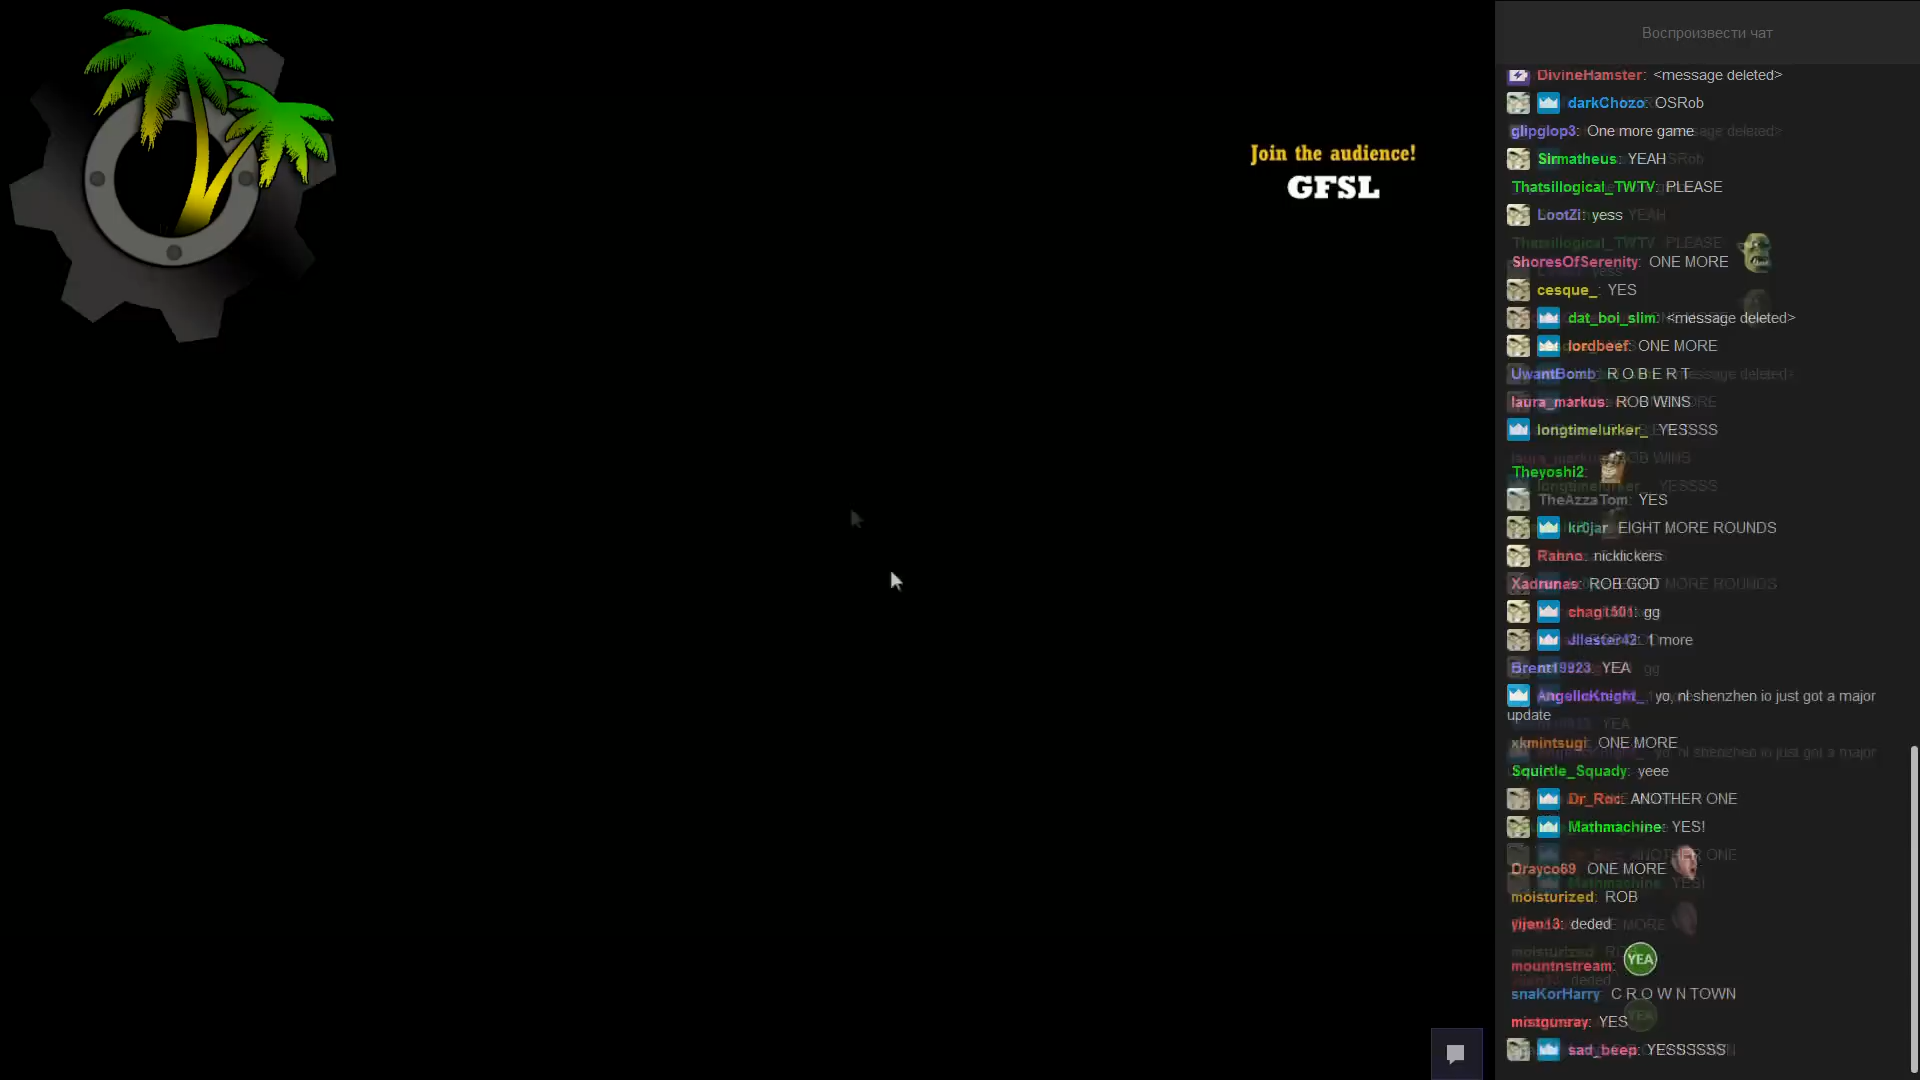 Воспроизвести чат
DivineHamster: <message deleted>
darkChozo: OSRob
glipglop3: One more game
Sirmatheus: YEAH
Thatsillogical_TWTV: PLEASE
LootZi: yess
ShoresOfSerenity: ONE MORE
cesque_: YES
dat_boi_slim: <message deleted>
lordbeef: ONE MORE
UwantBomb: R O B E R T
laura_markus: ROB WINS
longtimelurker_: YESSSS
Theyoshi2:
TheAzzaTom: YES
kr0jar: EIGHT MORE ROUNDS
Rahno: nicklickers
Xadrunas: ROB GOD
chag1501: gg
Jllester42: 1 more
Brent19923: YEA
AngelicKnight_: yo, nl shenzhen io just got a major
update
xkmintsugi: ONE MORE
Squirtle_Squady: yeee
Dr_Roc: ANOTHER ONE
Mathmachine: YES!
Drayco69: ONE MORE
moisturized: ROB
deded
mountnstream: YEA
snaKorHarry: C R O W N TOWN
mistgunray: YES
sad_beep: YESSSSSS
Join the audience!
GFSL